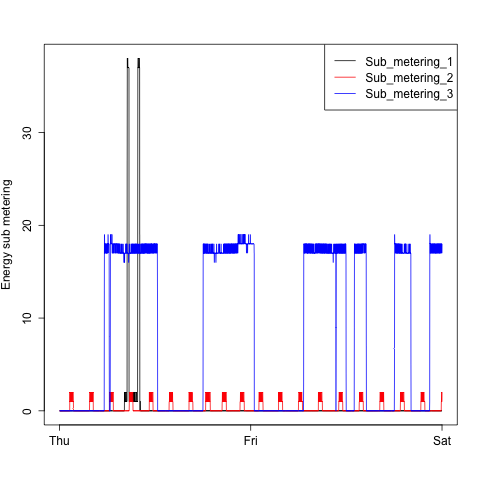 Sub_metering_1
Sub_metering_2
Sub_metering_3
Energy sub metering
30
20
10
0
Thu
Fri
Sat